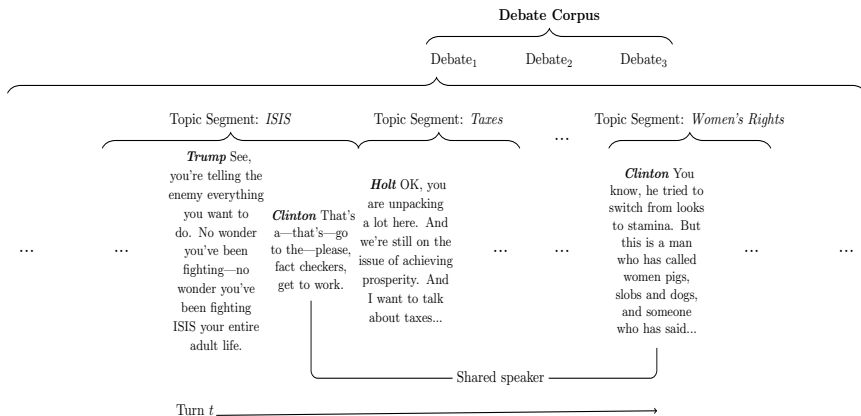 Debate Corpus
Debate1 Debate2 Debate3
Topic Segment: ISIS Topic Segment: Taxes ... Topic Segment: Women's Rights
...
...
Trump See,
you're telling the
enemy everything
you want to
do. No wonder
you've been
fighting—no
wonder you've
been fighting
ISIS your entire
adult life.
Clinton That's
a—that's—go
to the—please,
fact checkers,
get to work.
Holt OK, you
are unpacking
a lot here. And
we're still on the
issue of achieving
prosperity. And
I want to talk
about taxes...
...
...
Clinton You
know, he tried to
switch from looks
to stamina. But
this is a man
who has called
women pigs,
slobs and dogs,
and someone
who has said...
...
...
Shared speaker
Turn t